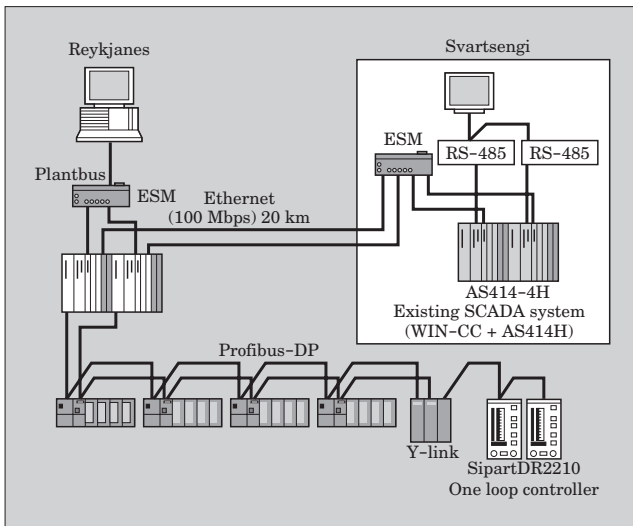 Reykjanes
Plantbus
ESM
Ethernet
(100 Mbps) 20 km
Svartsengi
ESM
RS-485
RS-485
AS414-4H
Existing SCADA system
(WIN-CC + AS414H)
Profibus-DP
Y-link
SipartDR2210
One loop controller